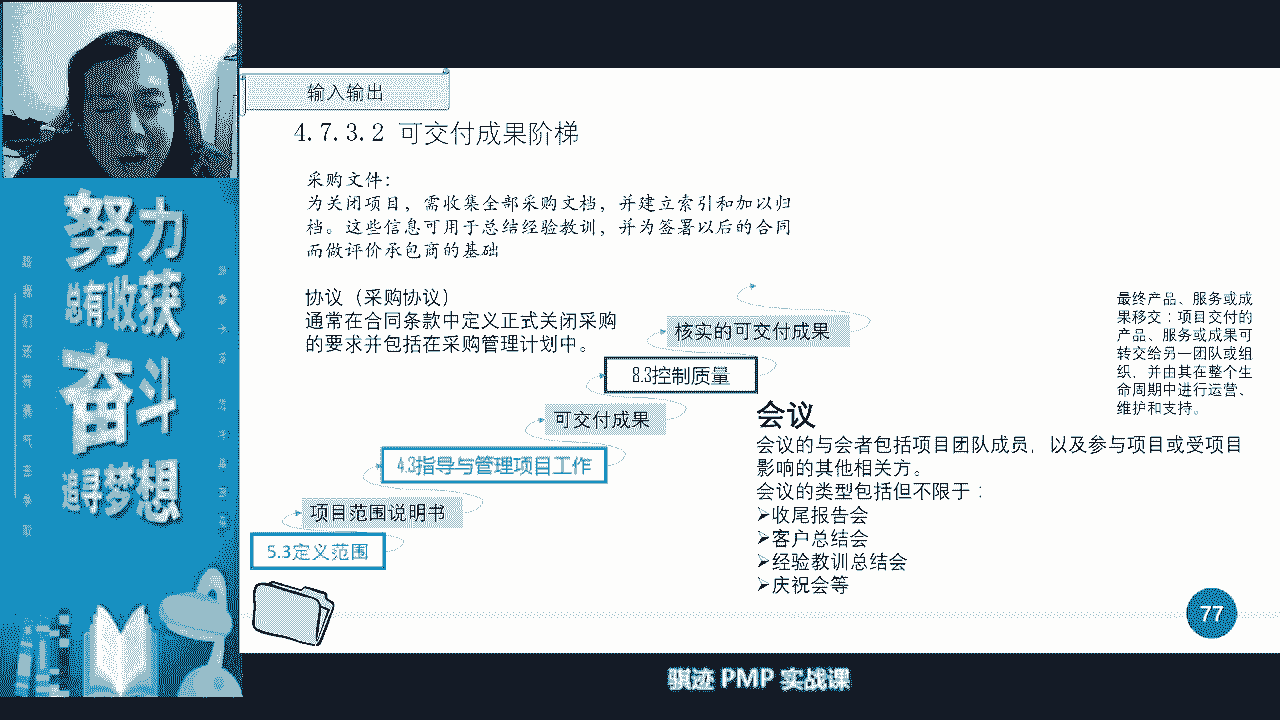 输入输出
4.7.3.2 可交付成果阶梯
采购文件：
为关闭项目，需收集全部采购文档，并建立索引和加以归
档。这些信息可用于总结经验教训，并为签署以后的合同
而做评价承包商的基础
协议（采购协议）
通常在合同条款中定义正式关闭采购
的要求并包括在采购管理计划中。
核实的可交付成果
8.3控制质量
可交付成果
4.3指导与管理项目工作
项目范围说明书
5.3定义范围
最终产品、服务或成
果移交：项目交付的
产品、服务或成果可
转交给另一团队或组
织，并由其在整个生
命周期中进行运营、
维护和支持。
会议
会议的与会者包括项目团队成员，以及参与项目或受项目
影响的其他相关方。
会议的类型包括但不限于：
➢收尾报告会
➢客户总结会
➢经验教训总结会
➢庆祝会等
77
努力
总有收获
奋斗
追寻梦想
骐迹 PMP 实战课